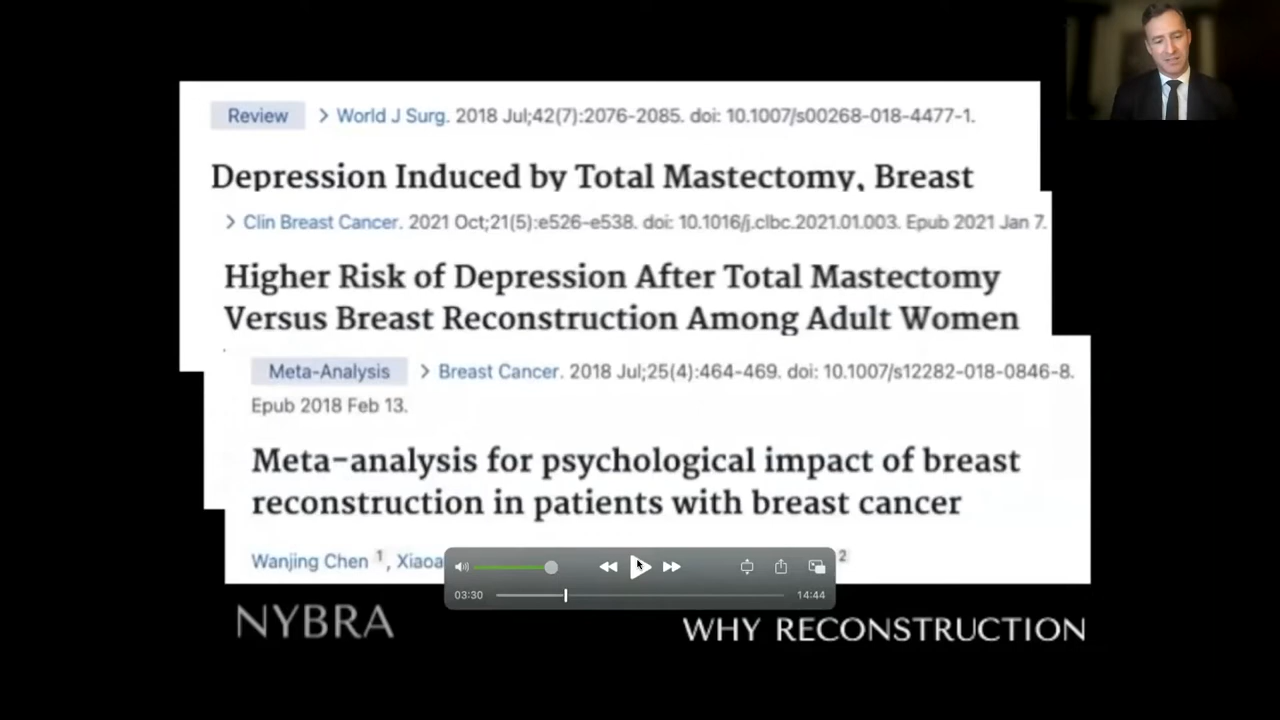 Review > World J Surg. 2018 Jul;42(7):2076-2085. doi: 10.1007/s00268-018-4477-1.
Depression Induced by Total Mastectomy, Breast
> Clin Breast Cancer. 2021 Oct;21(5):e526-e538. doi: 10.1016/j.clbc.2021.01.003. Epub 2021 Jan 7.
Higher Risk of Depression After Total Mastectomy
Versus Breast Reconstruction Among Adult Women
Meta-Analysis > Breast Cancer. 2018 Jul;25(4):464-469. doi: 10.1007/s12282-018-0846-8.
Epub 2018 Feb 13.
Meta-analysis for psychological impact of breast
reconstruction in patients with breast cancer
Wanjing Chen 1, Xiaoa 2
03:30 14:44
NYBRA WHY RECONSTRUCTION